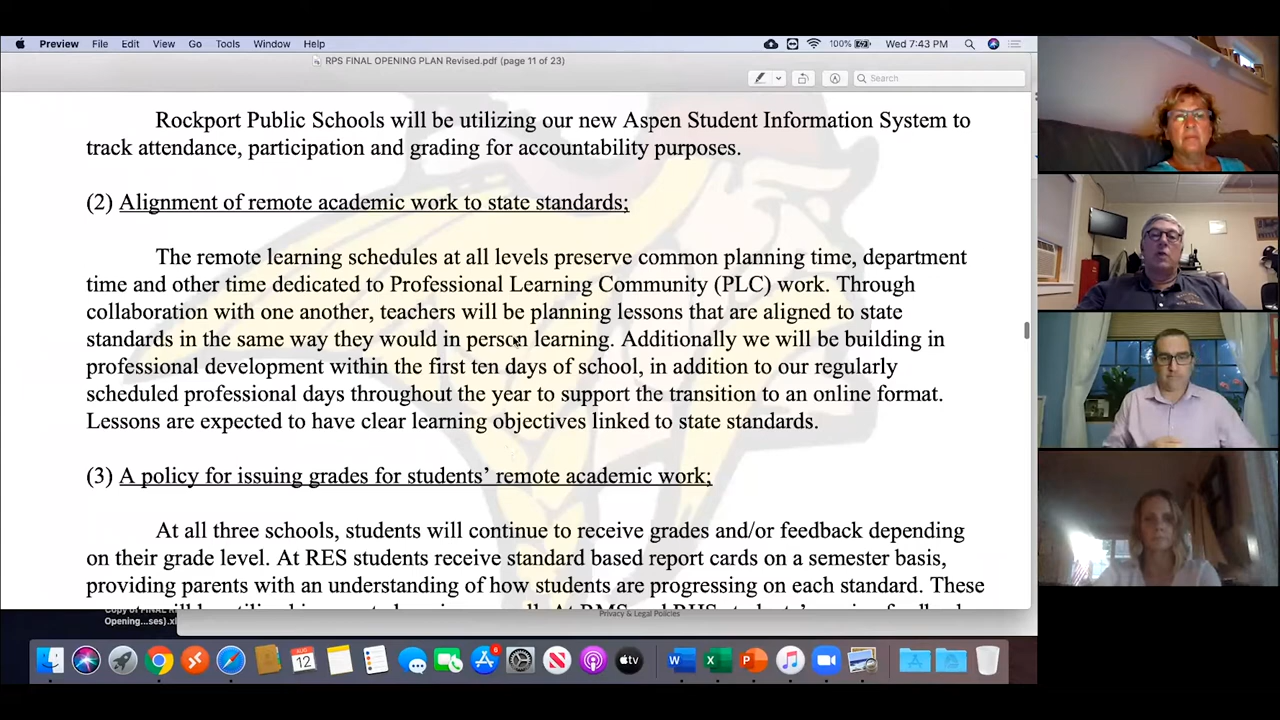 Preview File Edit View Go Tools Window Help 100% Wed 7:43 PM
RPS FINAL OPENING PLAN Revised.pdf (page 11 of 23)
Search
Rockport Public Schools will be utilizing our new Aspen Student Information System to
track attendance, participation and grading for accountability purposes.
(2) Alignment of remote academic work to state standards;
The remote learning schedules at all levels preserve common planning time, department
time and other time dedicated to Professional Learning Community (PLC) work. Through
collaboration with one another, teachers will be planning lessons that are aligned to state
standards in the same way they would in person learning. Additionally we will be building in
professional development within the first ten days of school, in addition to our regularly
scheduled professional days throughout the year to support the transition to an online format.
Lessons are expected to have clear learning objectives linked to state standards.
(3) A policy for issuing grades for students' remote academic work;
At all three schools, students will continue to receive grades and/or feedback depending
on their grade level. At RES students receive standard based report cards on a semester basis,
providing parents with an understanding of how students are progressing on each standard. These
Privacy & Legal Policies
Opening...ses).xl
AUG
12
6
tv
W
X
P